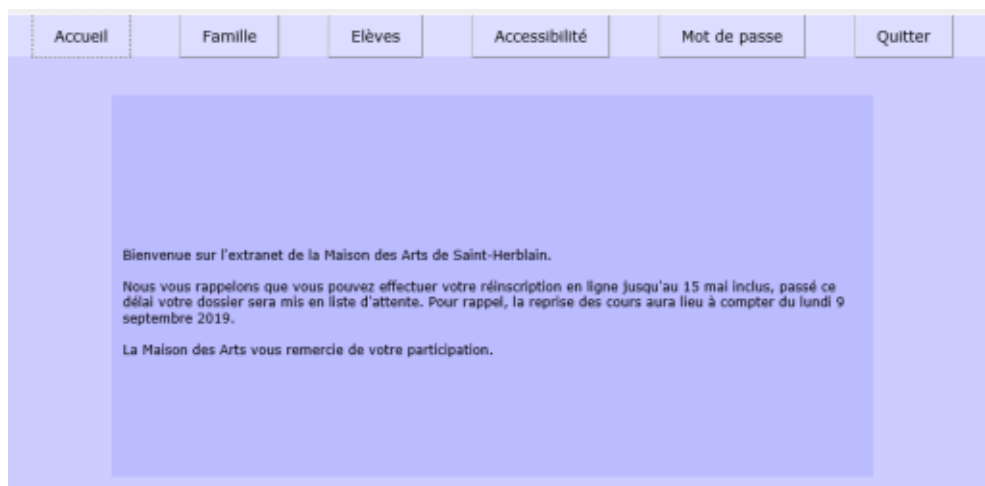 Accueil Famille Elèves Accessibilité Mot de passe Quitter
Bienvenue sur l'extranet de la Maison des Arts de Saint-Herblain.
Nous vous rappelons que vous pouvez effectuer votre réinscription en ligne jusqu'au 15 mai inclus, passé ce
délai votre dossier sera mis en liste d'attente. Pour rappel, la reprise des cours aura lieu à compter du lundi 9
septembre 2019.
La Maison des Arts vous remercie de votre participation.